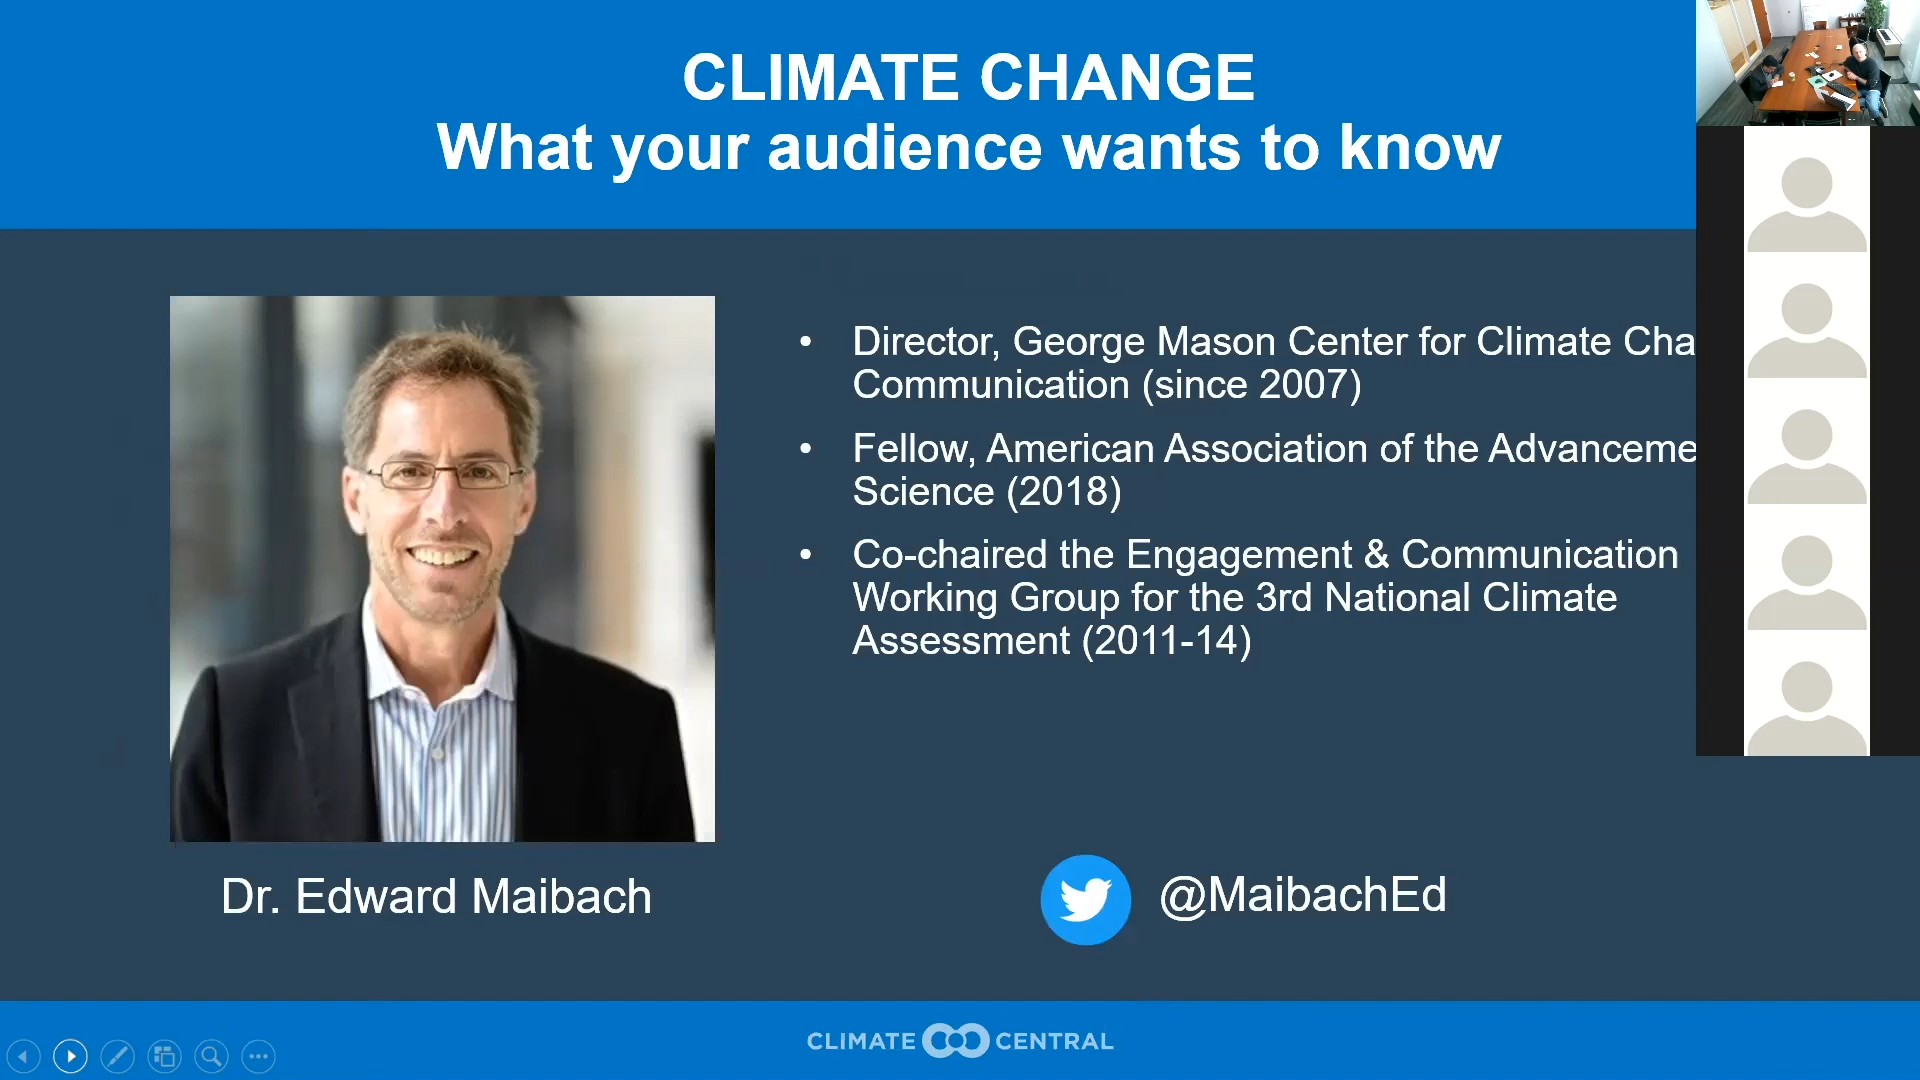 CLIMATE CHANGE
What your audience wants to know
• Director, George Mason Center for Climate Cha
Communication (since 2007)
• Fellow, American Association of the Advanceme
Science (2018)
• Co-chaired the Engagement & Communication
Working Group for the 3rd National Climate
Assessment (2011-14)
Dr. Edward Maibach
@MaibachEd
CLIMATE CENTRAL